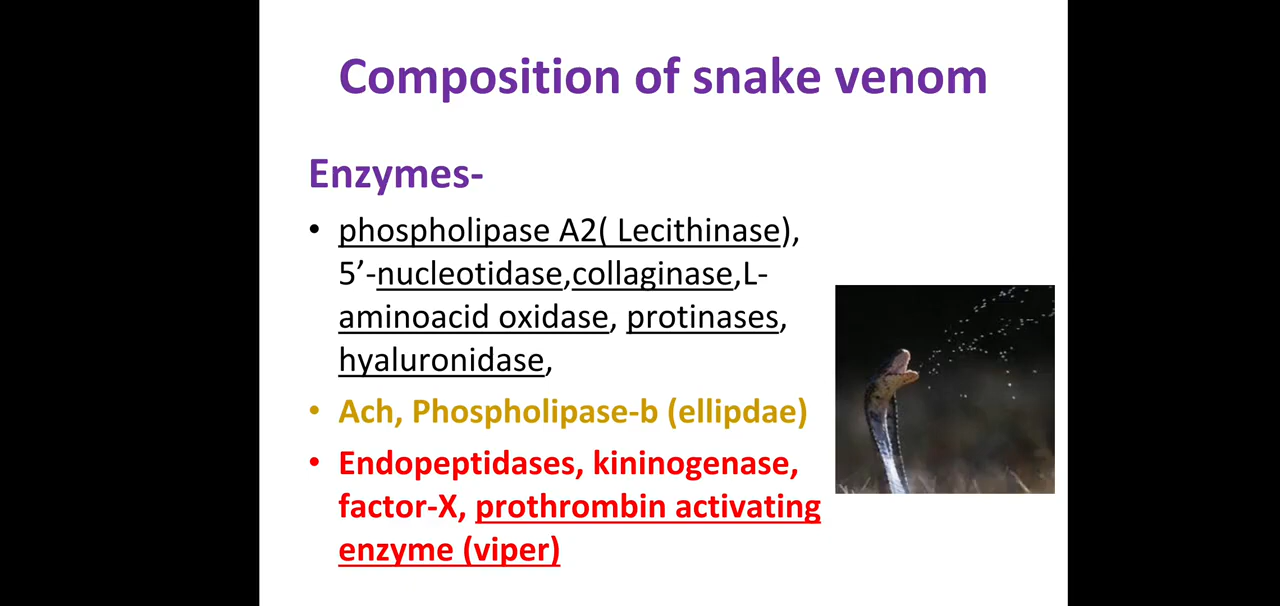 Composition of snake venom
Enzymes-
• phospholipase A2( Lecithinase),
5’-nucleotidase,collaginase,L-
aminoacid oxidase, protinases,
hyaluronidase,
• Ach, Phospholipase-b (ellipdae)
• Endopeptidases, kininogenase,
factor-X, prothrombin activating
enzyme (viper)